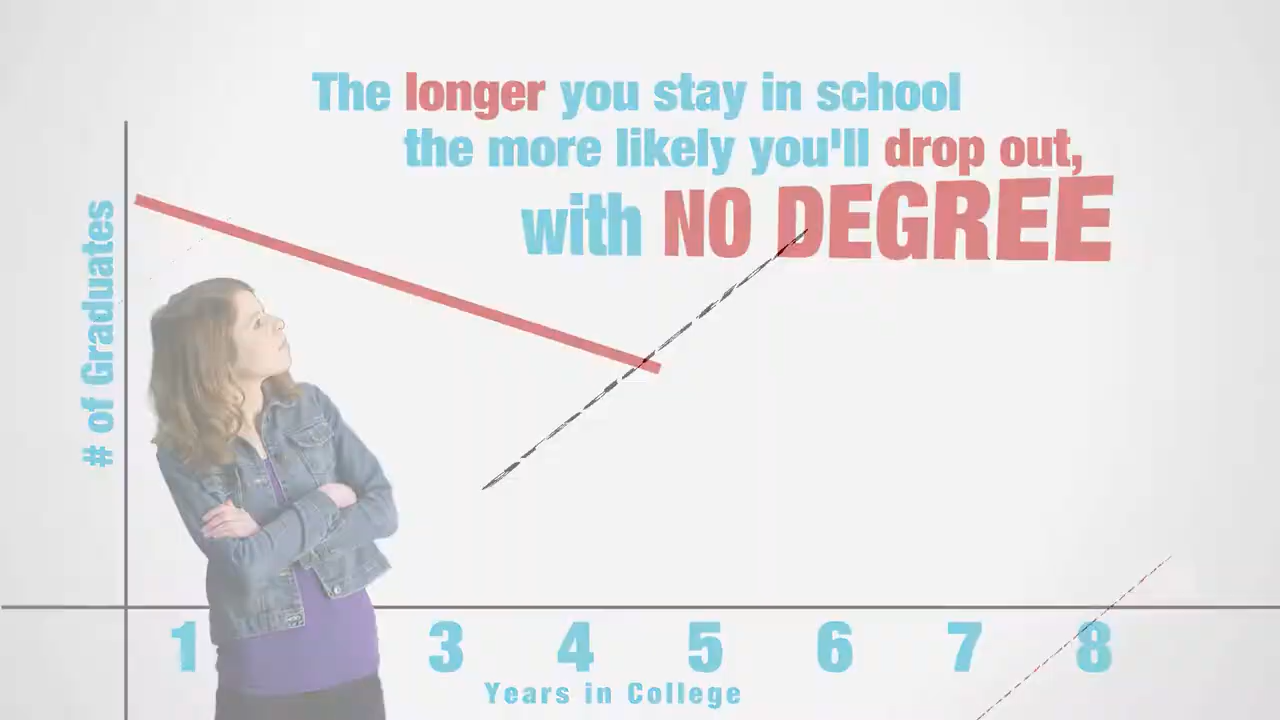 The longer you stay in school
the more likely you'll drop out,
with NO DEGREE
# of Graduates
1 3 4 5 6 7 8
Years in College